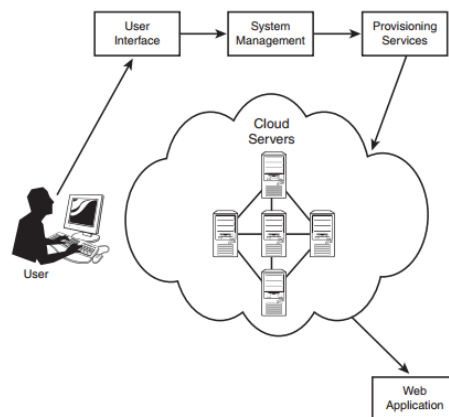 User
Interface
System
Management
Provisioning
Services
Cloud
Servers
User
Web
Application